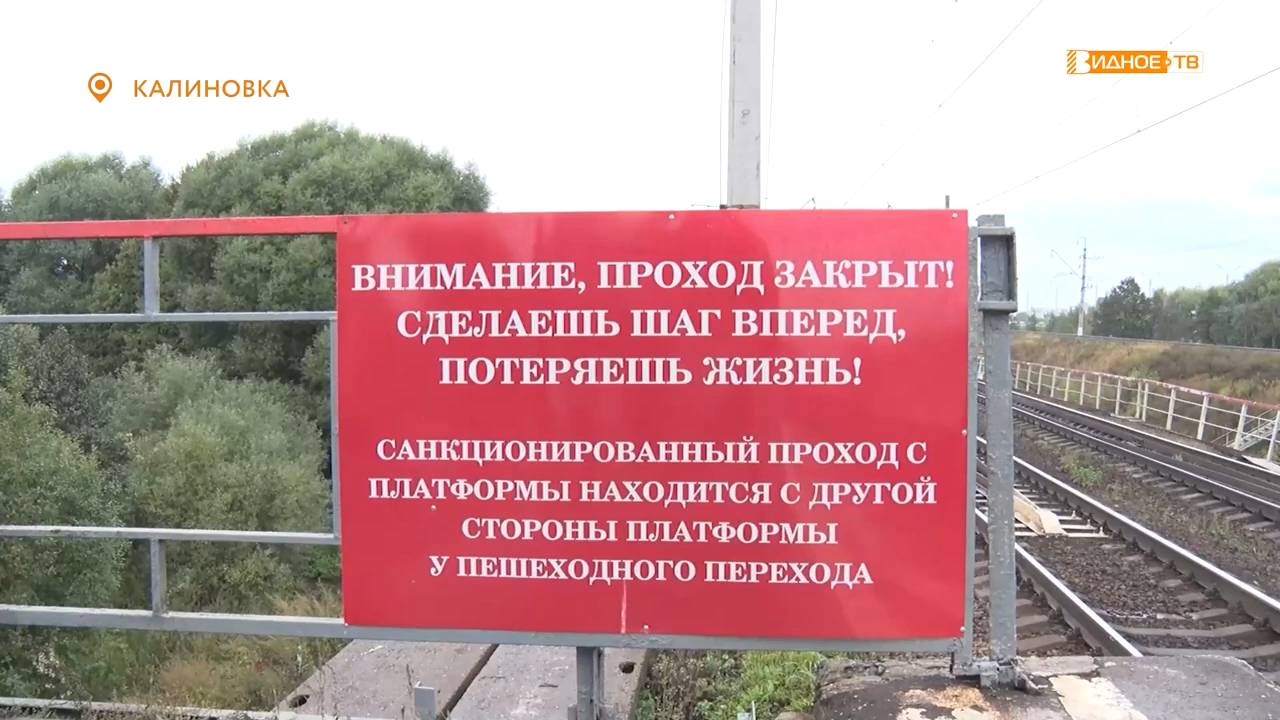 КАЛИНОВКА
ВИДНОЕ ТВ
ВНИМАНИЕ, ПРОХОД ЗАКРЫТ!
СДЕЛАЕШЬ ШАГ ВПЕРЕД,
ПОТЕРЯЕШЬ ЖИЗНЬ!
САНКЦИОНИРОВАННЫЙ ПРОХОД С
ПЛАТФОРМЫ НАХОДИТСЯ С ДРУГОЙ
СТОРОНЫ ПЛАТФОРМЫ
У ПЕШЕХОДНОГО ПЕРЕХОДА